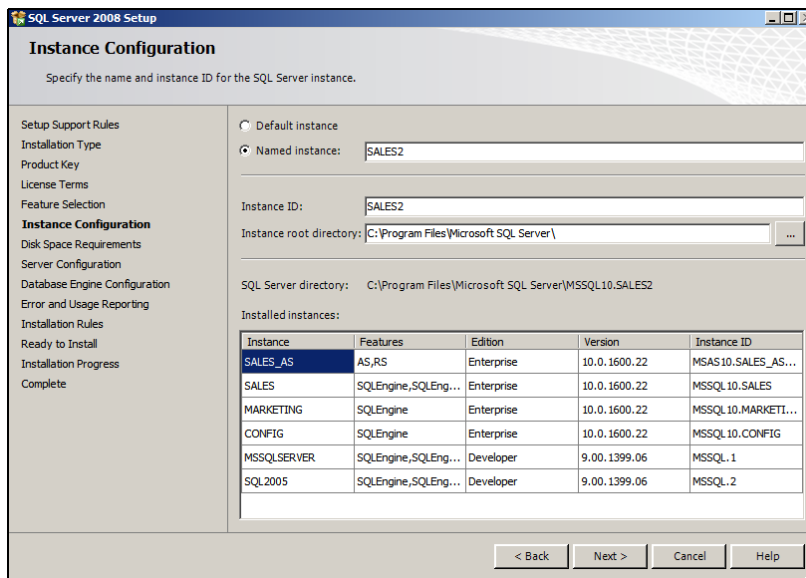 SQL Server 2008 Setup
Instance Configuration
Specify the name and instance ID for the SQL Server instance.
Setup Support Rules
Installation Type
Product Key
License Terms
Feature Selection
Instance Configuration
Disk Space Requirements
Server Configuration
Database Engine Configuration
Error and Usage Reporting
Installation Rules
Ready to Install
Installation Progress
Complete
Default instance
Named instance: SALES2
Instance ID: SALES2
Instance root directory: C:\Program Files\Microsoft SQL Server\ ...
SQL Server directory: C:\Program Files\Microsoft SQL Server\MSSQL10.SALES2
Installed instances:
Instance Features Edition Version Instance ID
SALES_AS AS,RS Enterprise 10.0.1600.22 MSAS10.SALES_AS...
SALES SQLEngine,SQLEng... Enterprise 10.0.1600.22 MSSQL10.SALES
MARKETING SQLEngine Enterprise 10.0.1600.22 MSSQL10.MARKETI...
CONFIG SQLEngine Enterprise 10.0.1600.22 MSSQL10.CONFIG
MSSQLSERVER SQLEngine,SQLEng... Developer 9.00.1399.06 MSSQL.1
SQL2005 SQLEngine,SQLEng... Developer 9.00.1399.06 MSSQL.2
< Back Next > Cancel Help